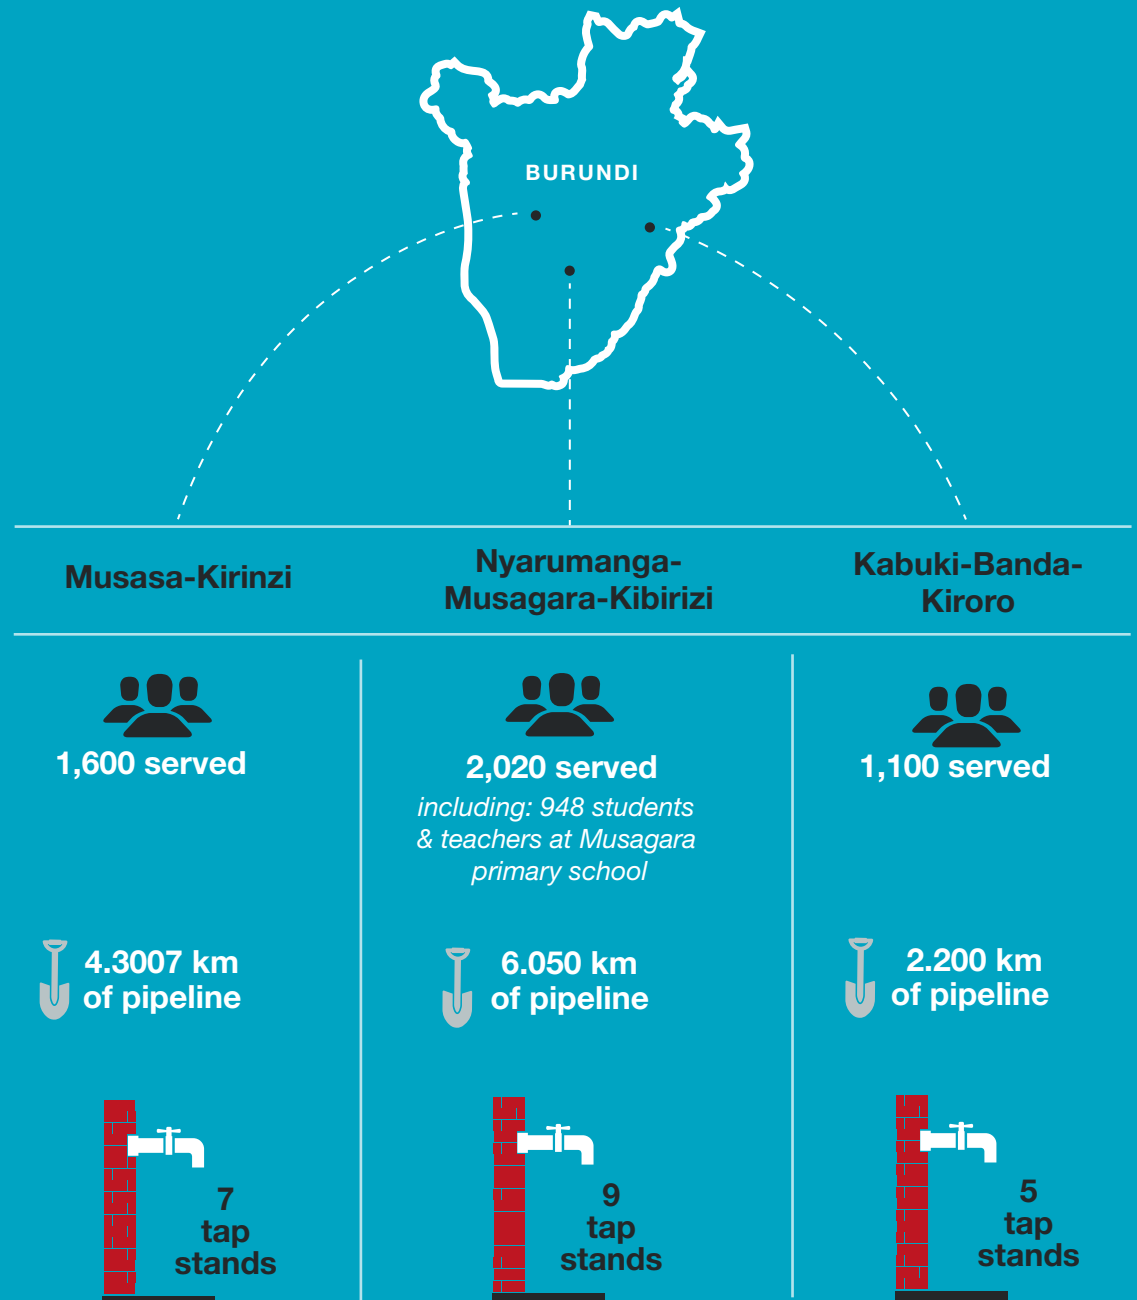 BURUNDI
Musasa-Kirinzi
Nyarumanga-
Musagara-Kibirizi
Kabuki-Banda-
Kiroro
1,600 served
2,020 served
including: 948 students
& teachers at Musagara
primary school
1,100 served
4.3007 km
of pipeline
6.050 km
of pipeline
2.200 km
of pipeline
7
tap
stands
9
tap
stands
5
tap
stands